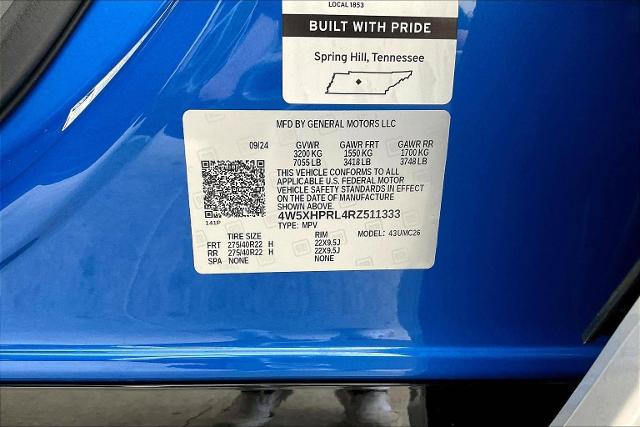 LOCAL 1853
BUILT WITH PRIDE
Spring Hill, Tennessee
MFD BY GENERAL MOTORS LLC
09/24 GVWR GAWR FRT GAWR RR
3200 KG 1550 KG 1700 KG
7055 LB 3418 LB 3748 LB
THIS VEHICLE CONFORMS TO ALL
APPLICABLE U.S. FEDERAL MOTOR
VEHICLE SAFETY STANDARDS IN EFFECT
ON THE DATE OF MANUFACTURE
SHOWN ABOVE.
4W5XHPRL4RZ511333
141P TYPE: MPV MODEL: 43UMC26
TIRE SIZE RIM
FRT 275/40R22 H 22X9.5J
RR 275/40R22 H 22X9.5J
SPA NONE NONE